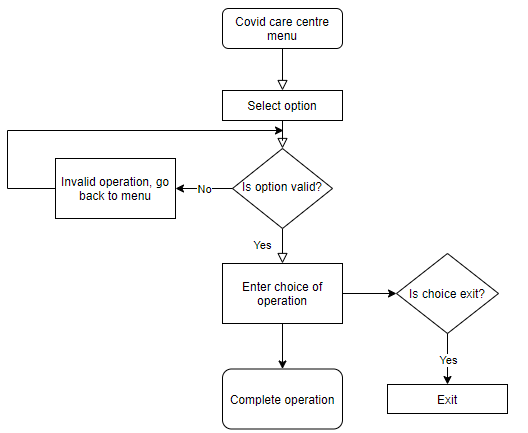 Covid care centre
menu
Select option
Is option valid?
No
Invalid operation, go
back to menu
Yes
Enter choice of
operation
Is choice exit?
Yes
Complete operation
Exit